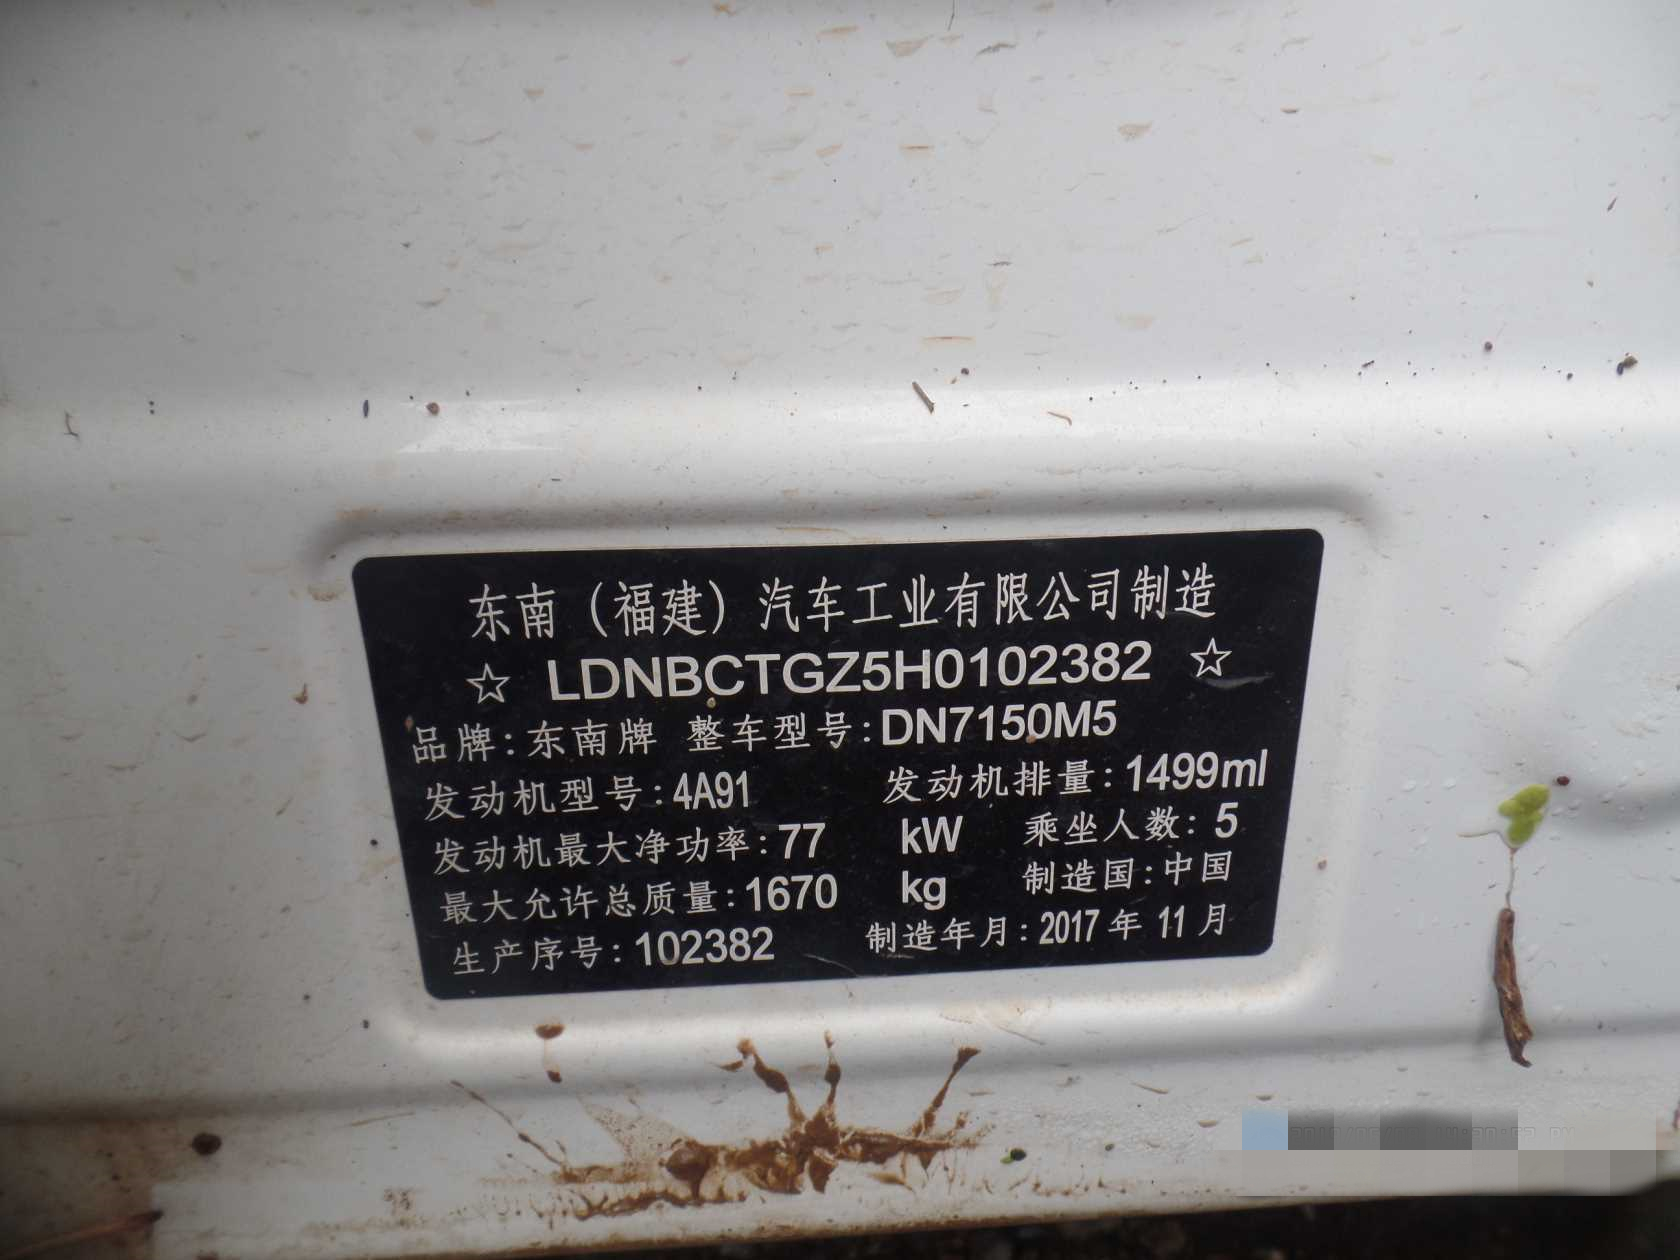 东南（福建）汽车工业有限公司制造
☆ LDNBCTGZ5H0102382 ☆
品牌:东南牌 整车型号:DN7150M5
发动机型号:4A91 发动机排量:1499ml
发动机最大净功率:77 kW 乘坐人数:5
最大允许总质量:1670 kg 制造国:中国
生产序号:102382 制造年月:2017年 11月